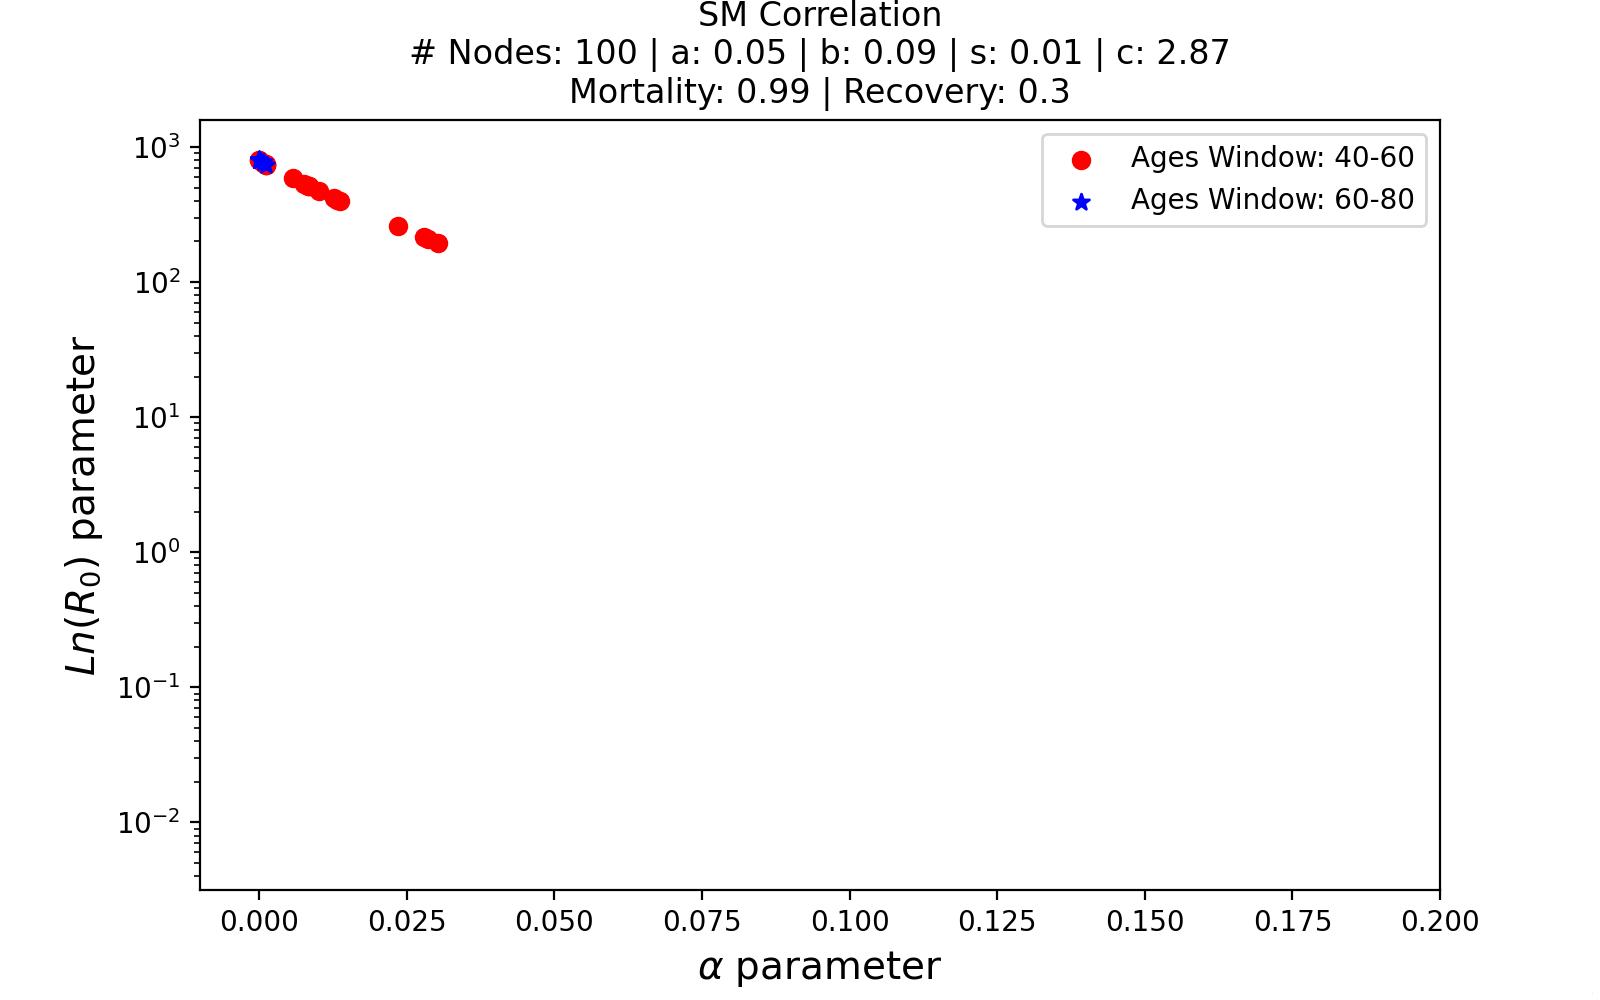 SM Correlation
# Nodes: 100 | a: 0.05 | b: 0.09 | s: 0.01 | c: 2.87
Mortality: 0.99 | Recovery: 0.3
Ages Window: 40-60
Ages Window: 60-80
10³
10²
10¹
10⁰
10⁻¹
10⁻²
Ln(R₀) parameter
0.000 0.025 0.050 0.075 0.100 0.125 0.150 0.175 0.200
α parameter